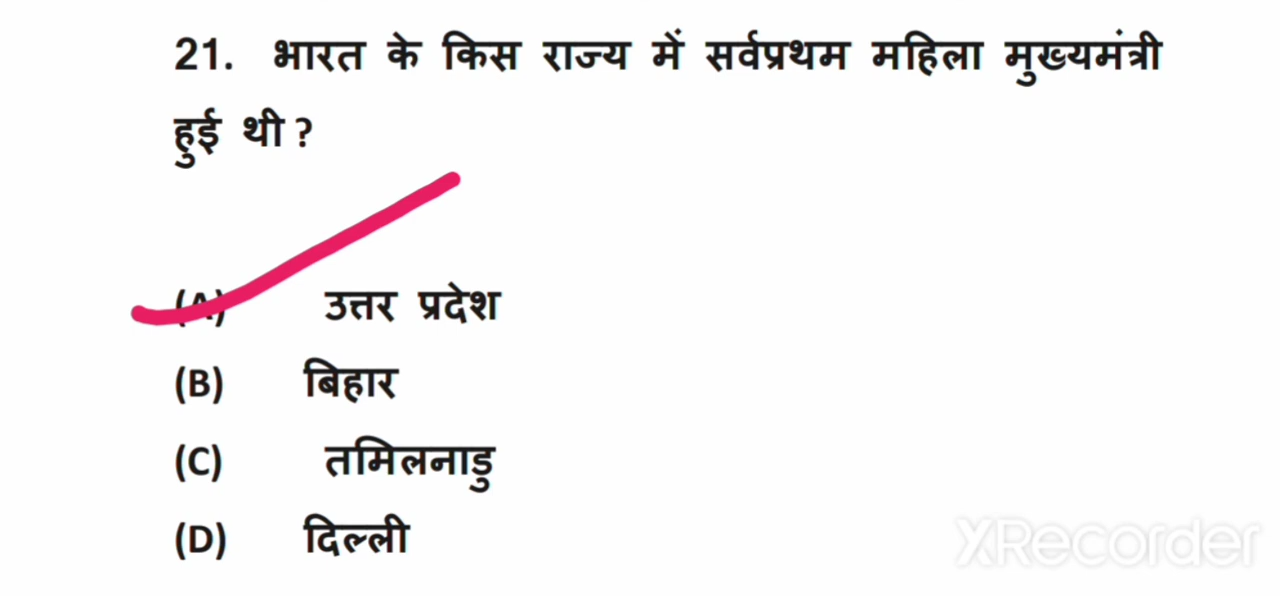 21. भारत के किस राज्य में सर्वप्रथम महिला मुख्यमंत्री
हुई थी ?
(A) उत्तर प्रदेश
(B) बिहार
(C) तमिलनाडु
(D) दिल्ली
XRecorder